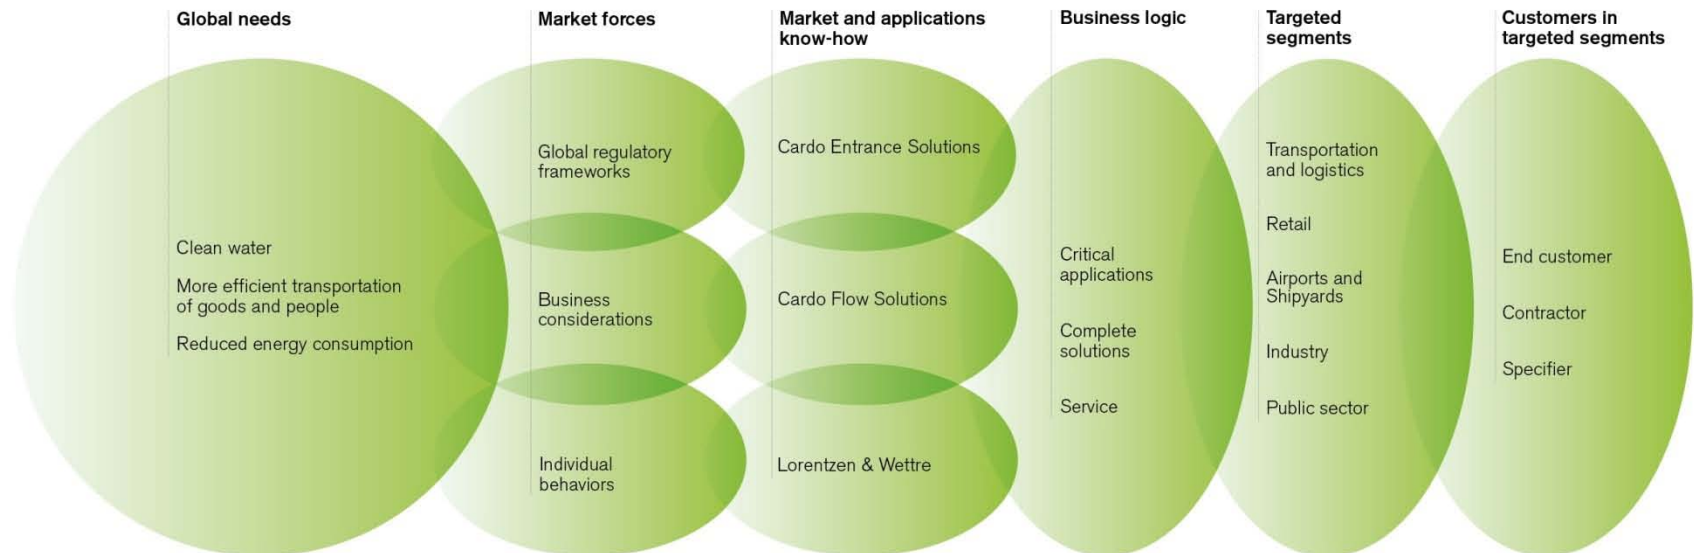 Global needs
Clean water
More efficient transportation
of goods and people
Reduced energy consumption
Market forces
Global regulatory
frameworks
Business
considerations
Individual
behaviors
Market and applications
know-how
Cardo Entrance Solutions
Cardo Flow Solutions
Lorentzen & Wettre
Business logic
Critical
applications
Complete
solutions
Service
Targeted
segments
Transportation
and logistics
Retail
Airports and
Shipyards
Industry
Public sector
Customers in
targeted segments
End customer
Contractor
Specifier